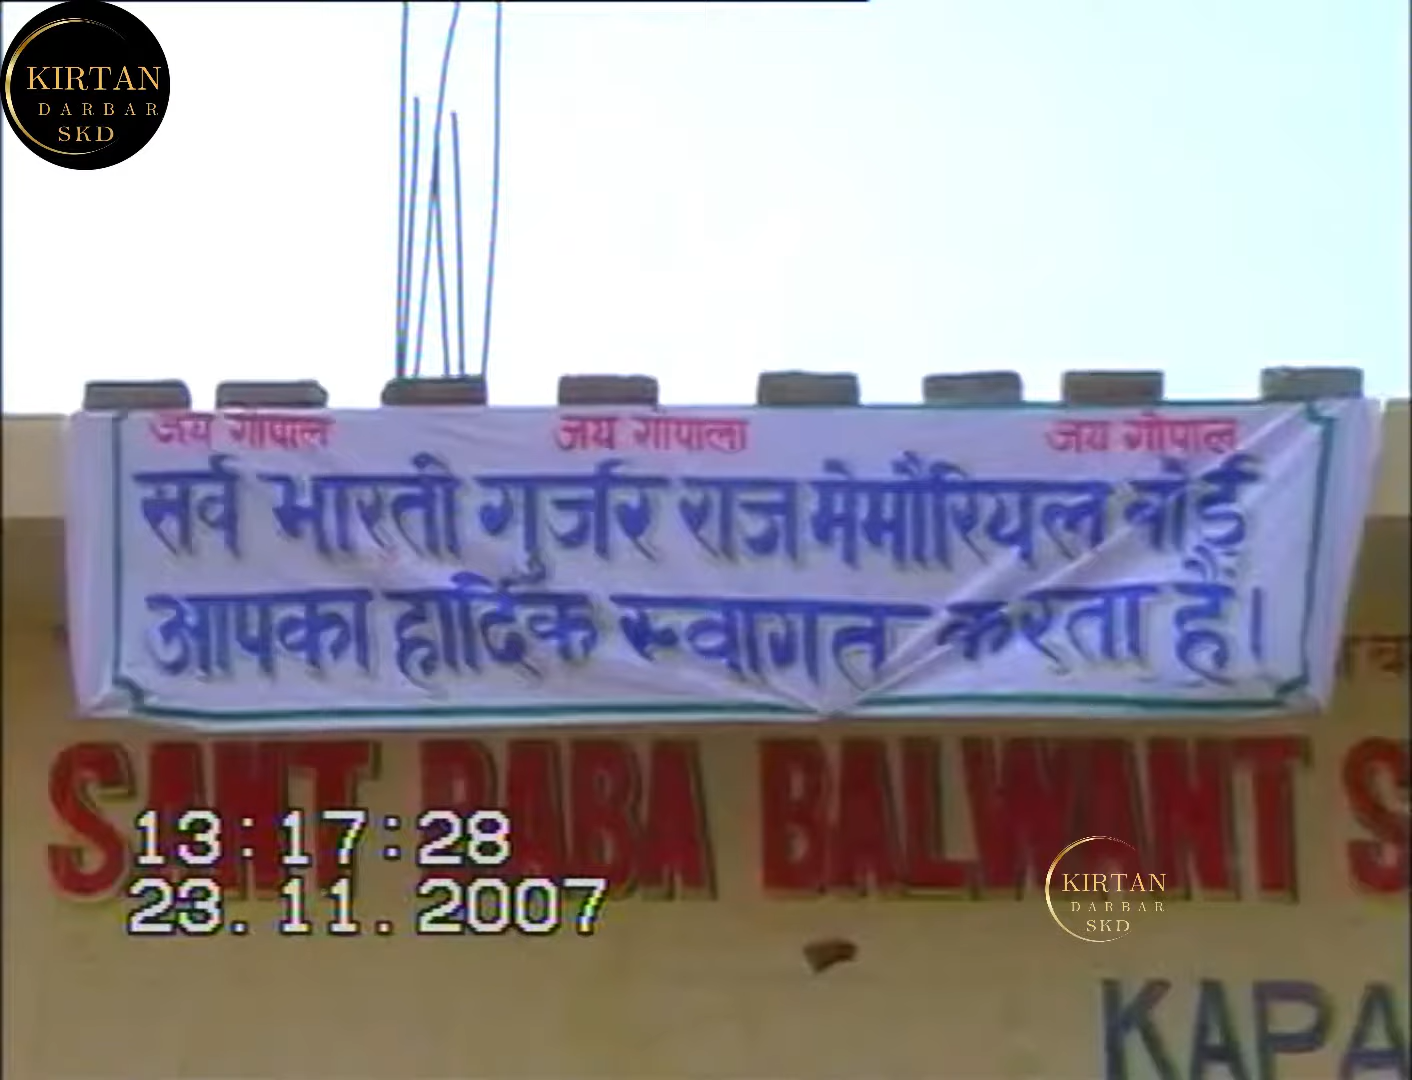 KIRTAN
DARBAR
SKD
जय गोपाल जय गोपाला जय गोपाल
सर्व भारती गुर्जर राज मेमौरियल बोर्ड
आपका हार्दिक स्वागत करता है।
SANT BABA BALWANT S
13:17:28
23.11.2007
KIRTAN
DARBAR
SKD
KAPA